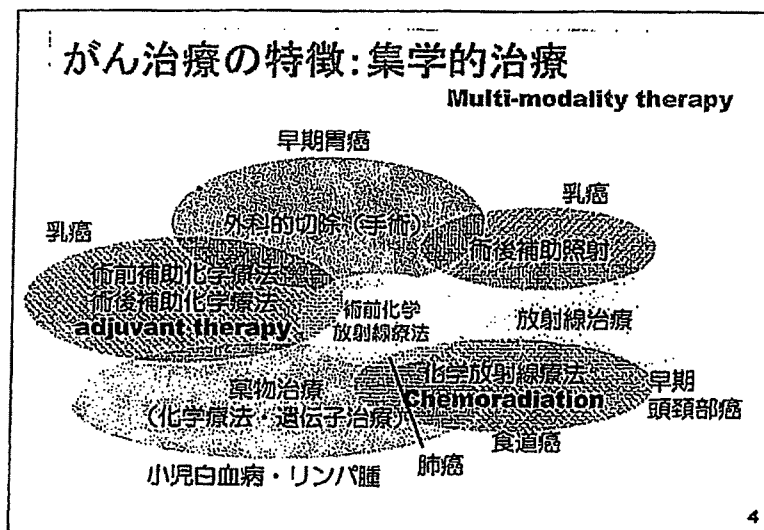 がん治療の特徴:集学的治療
Multi-modality therapy
早期胃癌
外科的切除(手術)
乳癌
術後補助照射
乳癌
術前補助化学療法
術後補助化学療法
adjuvant therapy
術前化学
放射線療法
放射線治療
薬物治療
(化学療法・遺伝子治療)
化学放射線療法
Chemoradiation
早期
頭頚部癌
食道癌
肺癌
小児白血病・リンパ腫
4